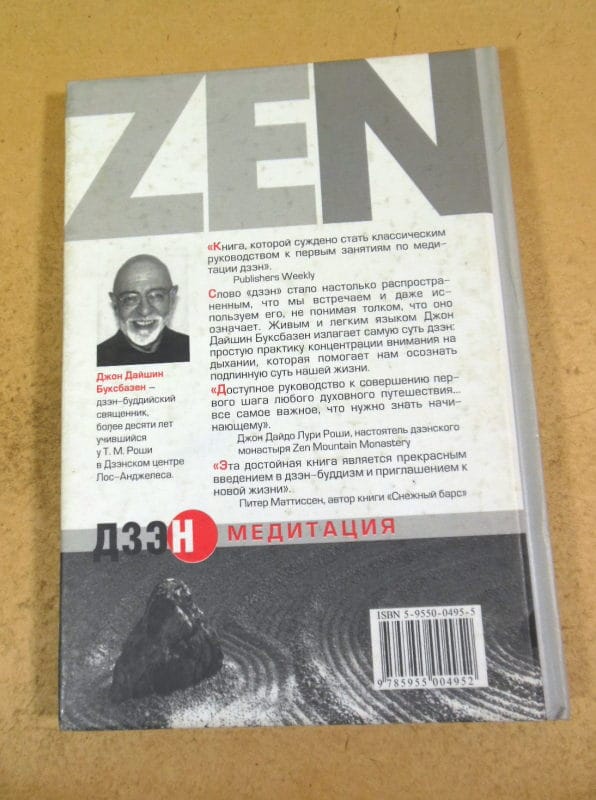 ZEN
«Книга, которой суждено стать классическим
руководством к первым занятиям по меди-
тации дзэн».
Publishers Weekly
Слово «дзэн» стало настолько распростра-
ненным, что мы встречаем и даже ис-
пользуем его, не понимая толком, что оно
означает. Живым и легким языком Джон
Дайшин Буксбазен излагает самую суть дзэн:
простую практику концентрации внимания на
дыхании, которая помогает нам осознать
подлинную суть нашей жизни.
«Доступное руководство к совершению пер-
вого шага любого духовного путешествия...
все самое важное, что нужно знать начи-
нающему».
Джон Дайдо Лури Роши, настоятель дзэнского
монастыря Zen Mountain Monastery
«Эта достойная книга является прекрасным
введением в дзэн-буддизм и приглашением к
новой жизни».
Питер Маттиссен, автор книги «Снежный барс»
Джон Дайшин
Буксбазен –
дзэн-буддийский
священник,
более десяти лет
учившийся
у Т. М. Роши
в Дзэнском центре
Лос-Анджелеса.
ДЗЭН МЕДИТАЦИЯ
ISBN 5-9550-0495-5
9 785955 004952